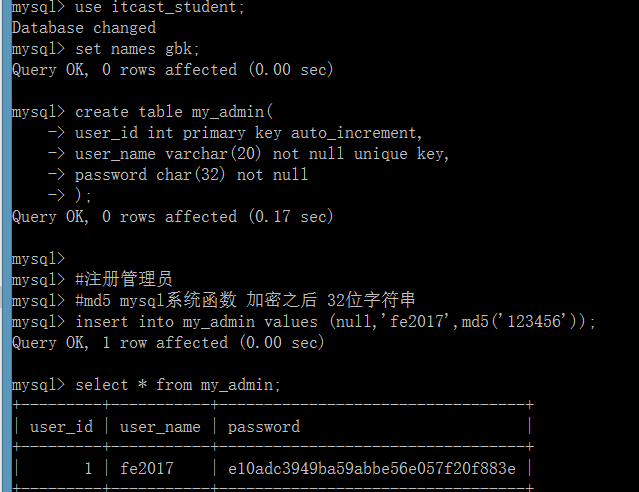 mysql> use itcast_student;
Database changed
mysql> set names gbk;
Query OK, 0 rows affected (0.00 sec)
mysql> create table my_admin(
    -> user_id int primary key auto_increment,
    -> user_name varchar(20) not null unique key,
    -> password char(32) not null
    -> );
Query OK, 0 rows affected (0.17 sec)
mysql>
mysql> #注册管理员
mysql> #md5 mysql系统函数 加密之后 32位字符串
mysql> insert into my_admin values (null,'fe2017',md5('123456'));
Query OK, 1 row affected (0.00 sec)
mysql> select * from my_admin;
+---------+-----------+----------------------------------+
| user_id | user_name | password                         |
+---------+-----------+----------------------------------+
|       1 | fe2017    | e10adc3949ba59abbe56e057f20f883e |
+---------+-----------+----------------------------------+